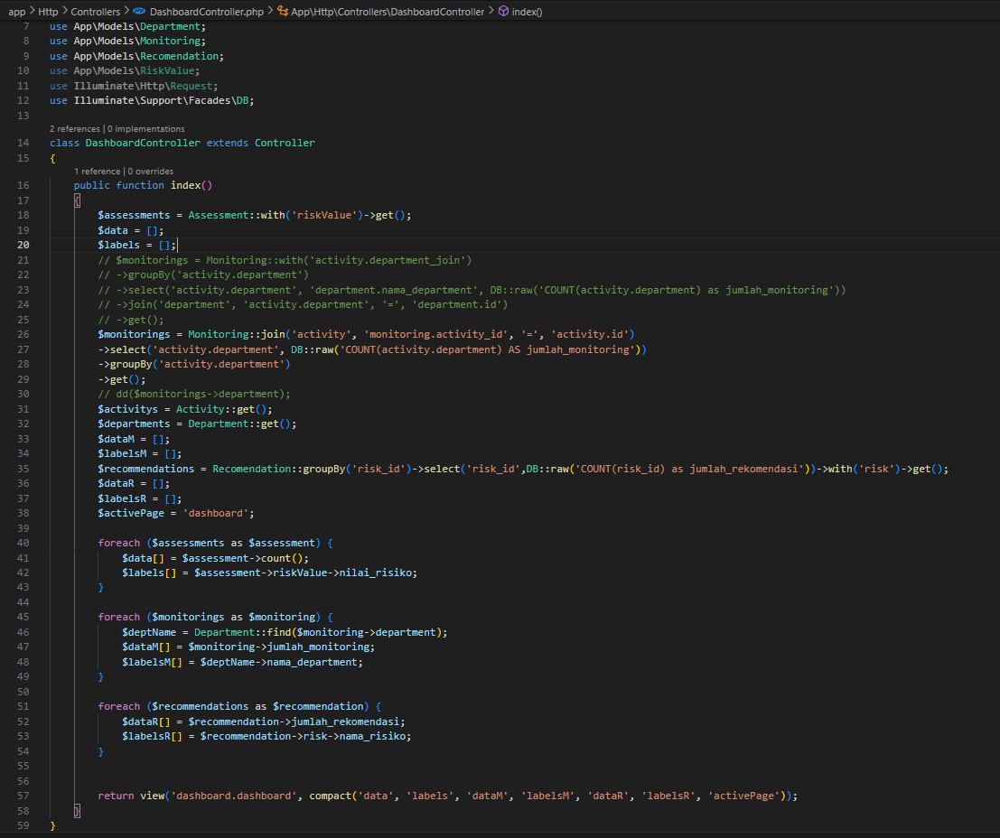 app > Http > Controllers > DashboardController.php > App\Http\Controllers\DashboardController > index()
7 use App\Models\Department;
8 use App\Models\Monitoring;
9 use App\Models\Recomendation;
10 use App\Models\RiskValue;
11 use Illuminate\Http\Request;
12 use Illuminate\Support\Facades\DB;
13
2 references | 0 implementations
14 class DashboardController extends Controller
15 {
1 reference | 0 overrides
16     public function index()
17     {
18         $assessments = Assessment::with('riskValue')->get();
19         $data = [];
20         $labels = [];
21         // $monitorings = Monitoring::with('activity.department_join')
22         // ->groupBy('activity.department')
23         // ->select('activity.department', 'department.nama_department', DB::raw('COUNT(activity.department) as jumlah_monitoring'))
24         // ->join('department', 'activity.department', '=', 'department.id')
25         // ->get();
26         $monitorings = Monitoring::join('activity', 'monitoring.activity_id', '=', 'activity.id')
27         ->select('activity.department', DB::raw('COUNT(activity.department) AS jumlah_monitoring'))
28         ->groupBy('activity.department')
29         ->get();
30         // dd($monitorings->department);
31         $activitys = Activity::get();
32         $departments = Department::get();
33         $dataM = [];
34         $labelsM = [];
35         $recommendations = Recomendation::groupBy('risk_id')->select('risk_id',DB::raw('COUNT(risk_id) as jumlah_rekomendasi'))->with('risk')->get();
36         $dataR = [];
37         $labelsR = [];
38         $activePage = 'dashboard';
39
40         foreach ($assessments as $assessment) {
41             $data[] = $assessment->count();
42             $labels[] = $assessment->riskValue->nilai_risiko;
43         }
44
45         foreach ($monitorings as $monitoring) {
46             $deptName = Department::find($monitoring->department);
47             $dataM[] = $monitoring->jumlah_monitoring;
48             $labelsM[] = $deptName->nama_department;
49         }
50
51         foreach ($recommendations as $recommendation) {
52             $dataR[] = $recommendation->jumlah_rekomendasi;
53             $labelsR[] = $recommendation->risk->nama_risiko;
54         }
55
56
57         return view('dashboard.dashboard', compact('data', 'labels', 'dataM', 'labelsM', 'dataR', 'labelsR', 'activePage'));
58     }
59 }